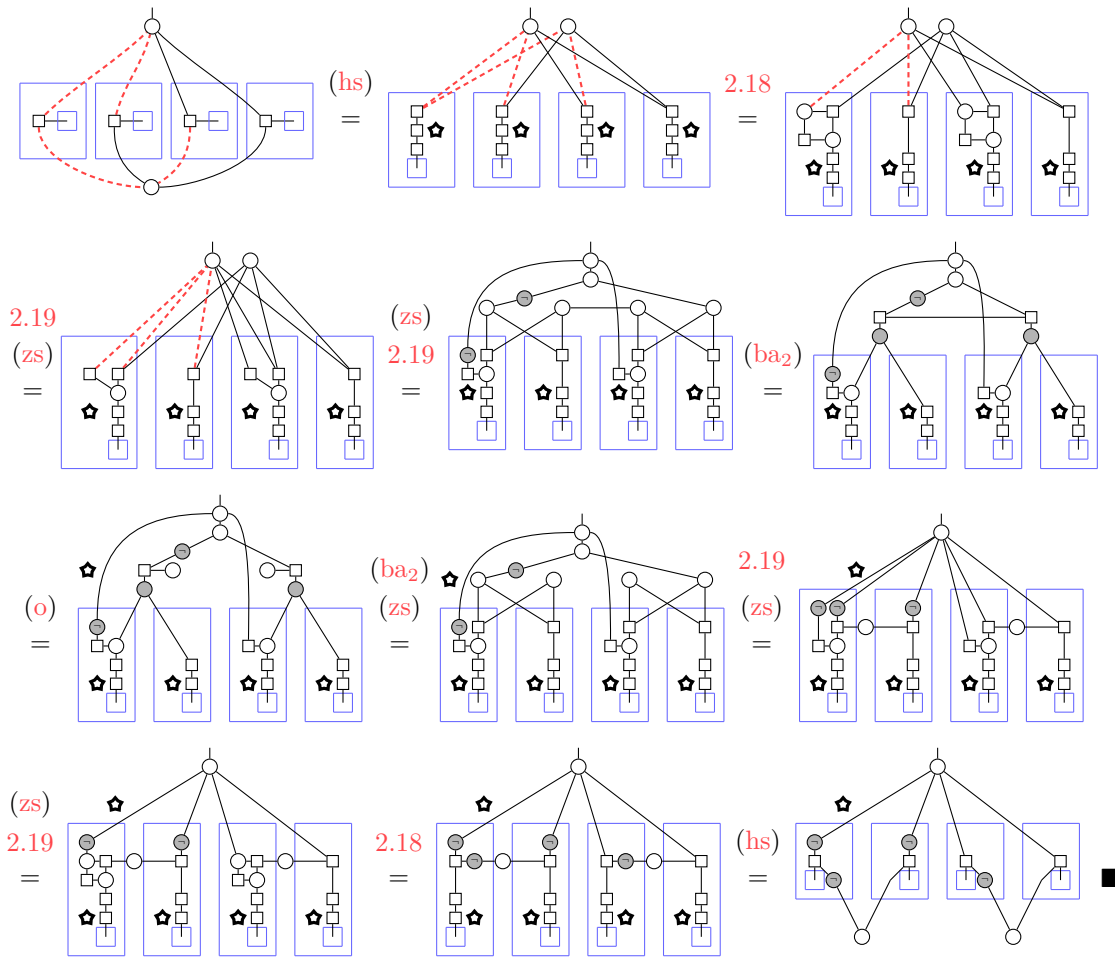 (hs)
=
2.18
=
2.19
(zs)
=
(zs)
2.19
=
¬
¬
(ba₂)
=
¬
¬
(o)
=
¬
¬
(ba₂)
(zs)
=
¬
¬
2.19
(zs)
=
¬ ¬ ¬
(zs)
2.19
=
¬ ¬
2.18
=
¬ ¬
¬ ¬
(hs)
=
¬ ¬
¬ ¬